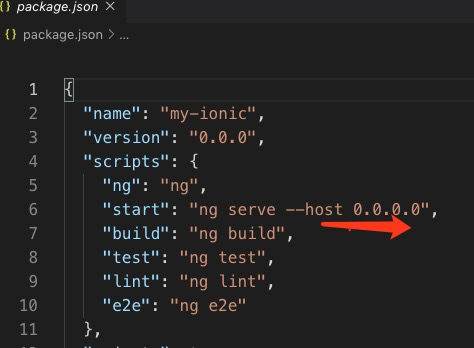 {} package.json ×
{} package.json > ...
1 {
2 "name": "my-ionic",
3 "version": "0.0.0",
4 "scripts": {
5 "ng": "ng",
6 "start": "ng serve --host 0.0.0.0",
7 "build": "ng build",
8 "test": "ng test",
9 "lint": "ng lint",
10 "e2e": "ng e2e"
11 },